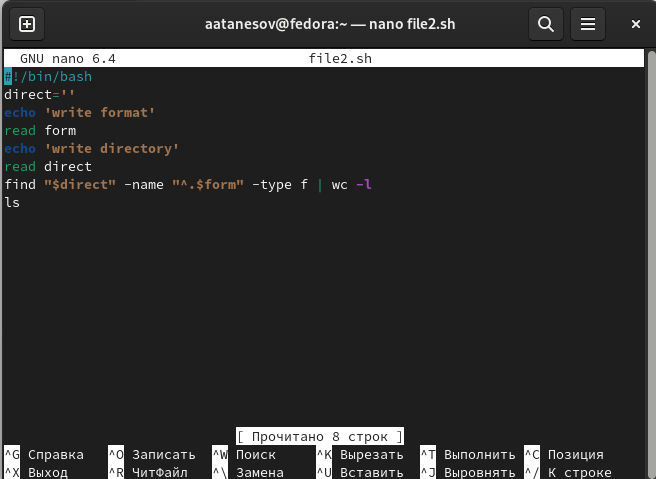 aatanesov@fedora:~ — nano file2.sh
GNU nano 6.4 file2.sh
#!/bin/bash
direct=''
echo 'write format'
read form
echo 'write directory'
read direct
find "$direct" -name "^.$form" -type f | wc -l
ls
[ Прочитано 8 строк ]
^G Справка ^O Записать ^W Поиск ^K Вырезать ^T Выполнить ^C Позиция
^X Выход ^R ЧитФайл ^\ Замена ^U Вставить ^J Выровнять ^/ К строке